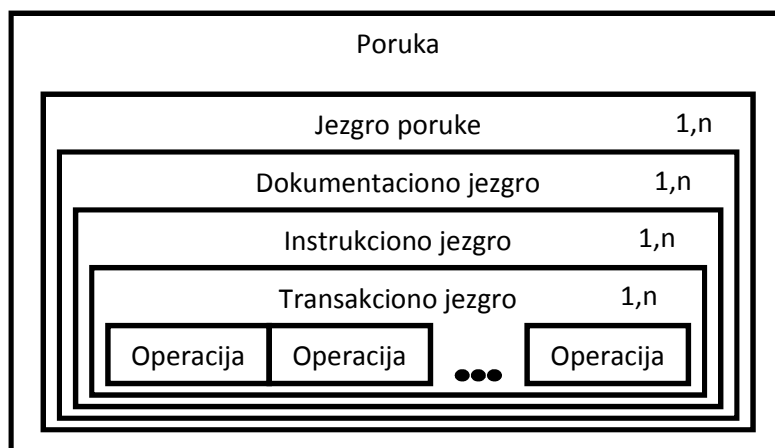 Poruka
Jezgro poruke 1,n
Dokumentaciono jezgro 1,n
Instrukciono jezgro 1,n
Transakciono jezgro 1,n
Operacija Operacija Operacija